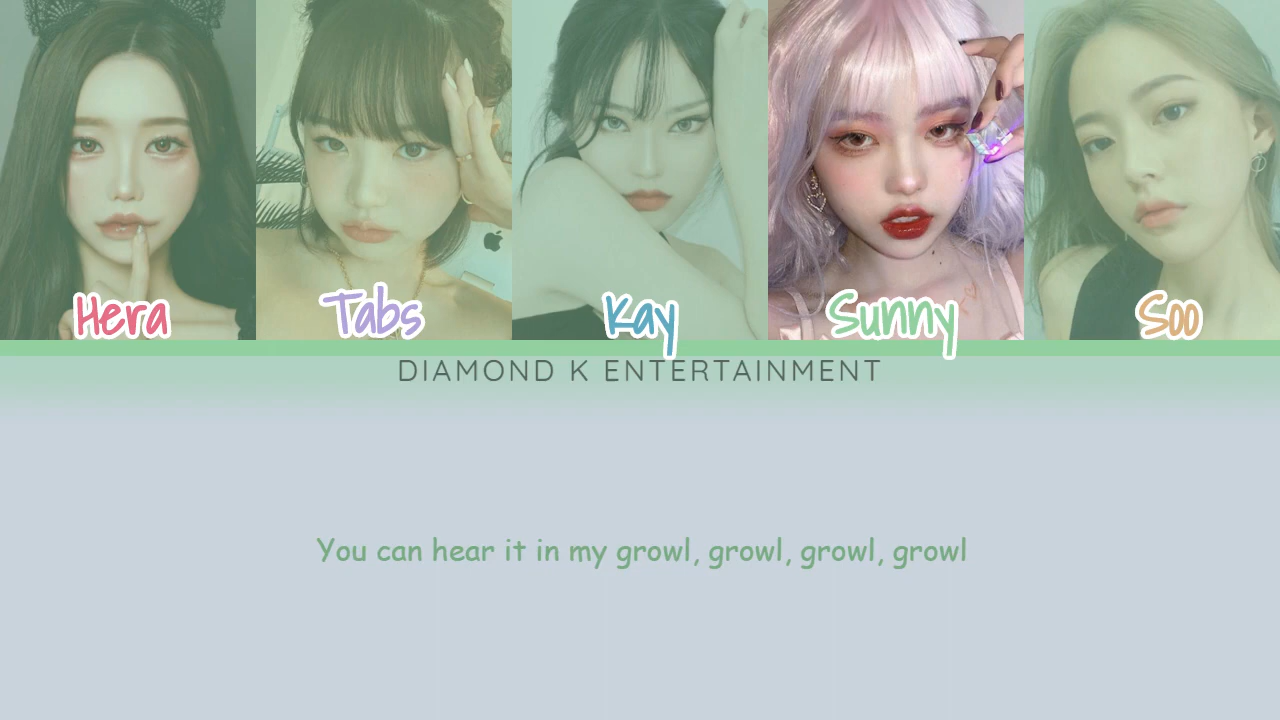 Hera Tabs Kay Sunny Soo
DIAMOND K ENTERTAINMENT
You can hear it in my growl, growl, growl, growl